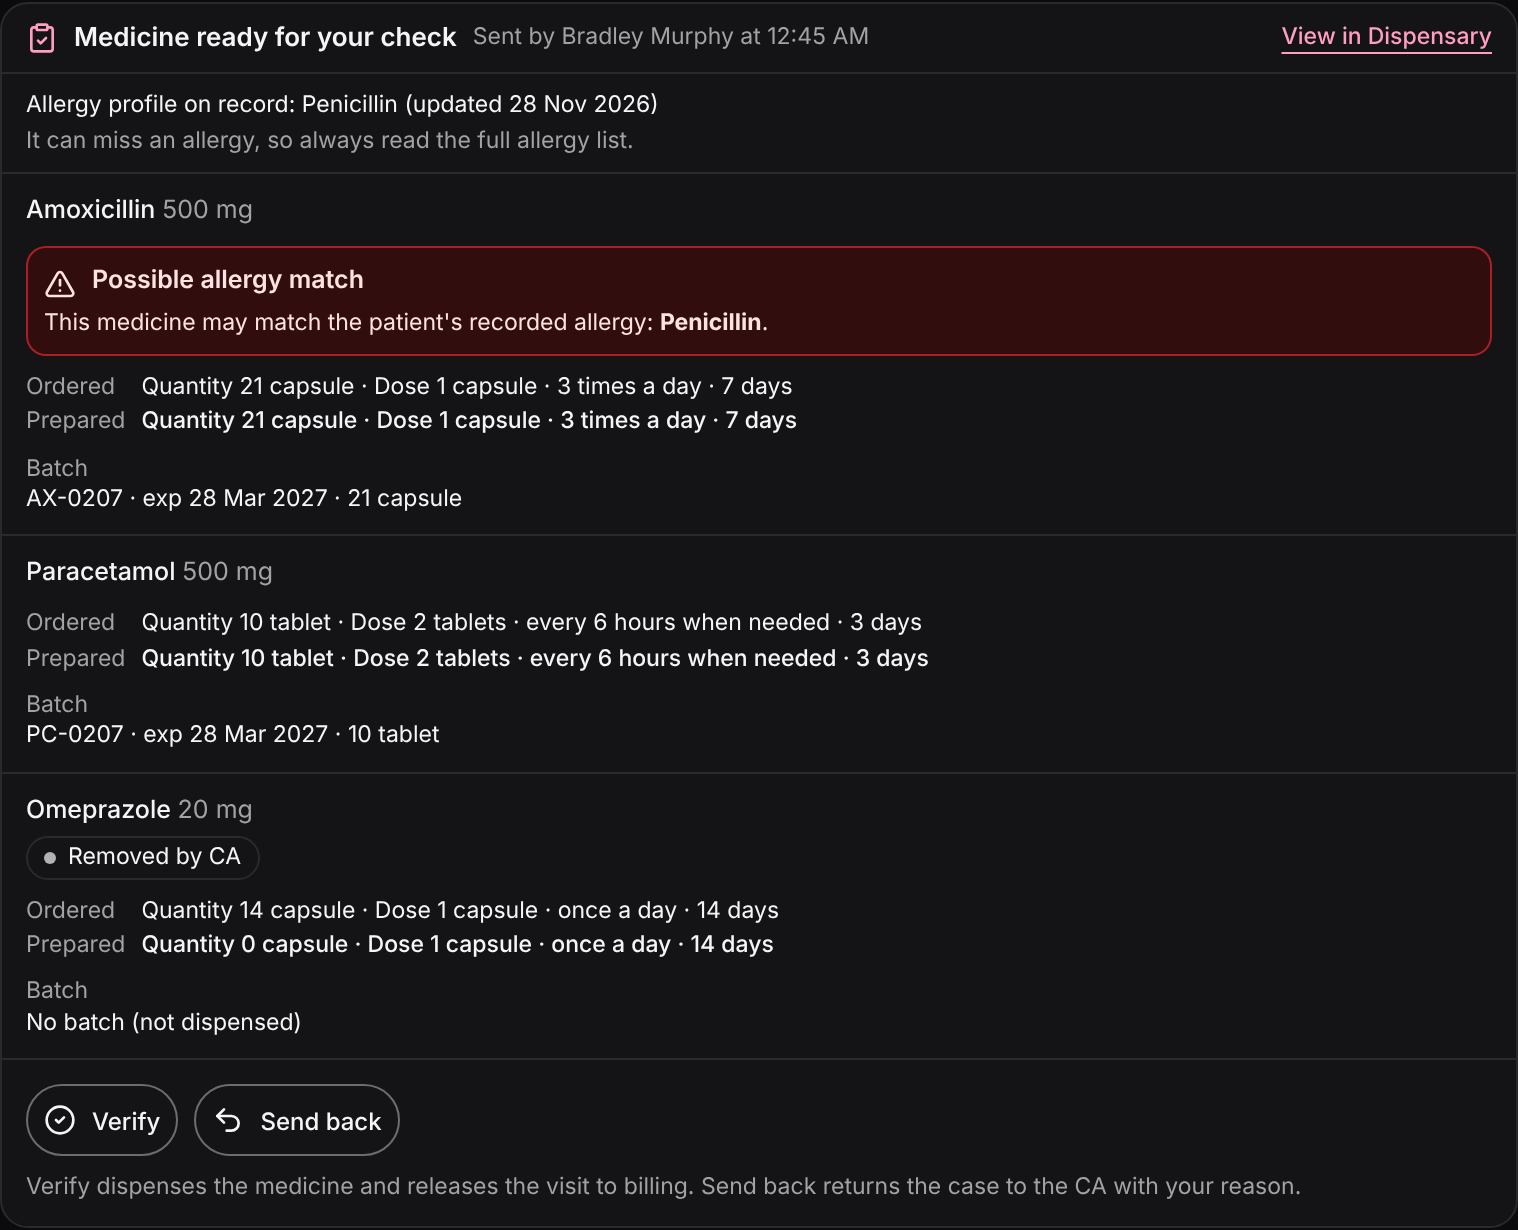 Medicine ready for your check Sent by Bradley Murphy at 12:45 AM View in Dispensary
Allergy profile on record: Penicillin (updated 28 Nov 2026)
It can miss an allergy, so always read the full allergy list.
Amoxicillin 500 mg
Possible allergy match
This medicine may match the patient's recorded allergy: Penicillin.
Ordered Quantity 21 capsule · Dose 1 capsule · 3 times a day · 7 days
Prepared Quantity 21 capsule · Dose 1 capsule · 3 times a day · 7 days
Batch
AX-0207 · exp 28 Mar 2027 · 21 capsule
Paracetamol 500 mg
Ordered Quantity 10 tablet · Dose 2 tablets · every 6 hours when needed · 3 days
Prepared Quantity 10 tablet · Dose 2 tablets · every 6 hours when needed · 3 days
Batch
PC-0207 · exp 28 Mar 2027 · 10 tablet
Omeprazole 20 mg
Removed by CA
Ordered Quantity 14 capsule · Dose 1 capsule · once a day · 14 days
Prepared Quantity 0 capsule · Dose 1 capsule · once a day · 14 days
Batch
No batch (not dispensed)
Verify Send back
Verify dispenses the medicine and releases the visit to billing. Send back returns the case to the CA with your reason.